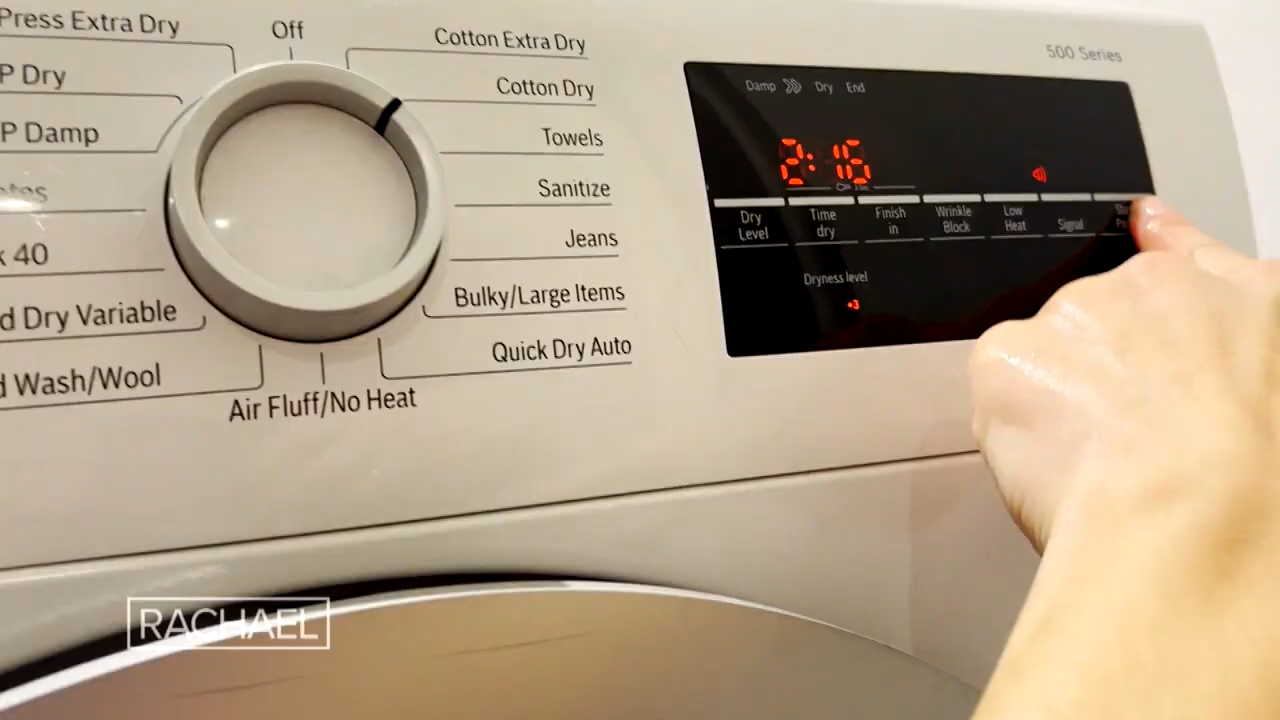 Press Extra Dry
P Dry
P Damp
k 40
d Dry Variable
d Wash/Wool
Off
Air Fluff/No Heat
Cotton Extra Dry
Cotton Dry
Towels
Sanitize
Jeans
Bulky/Large Items
Quick Dry Auto
500 Series
Damp Dry End
2:16
Dry Level
Time dry
Finish in
Wrinkle Block
Low Heat
Signal
Dryness level
+3
RACHAEL